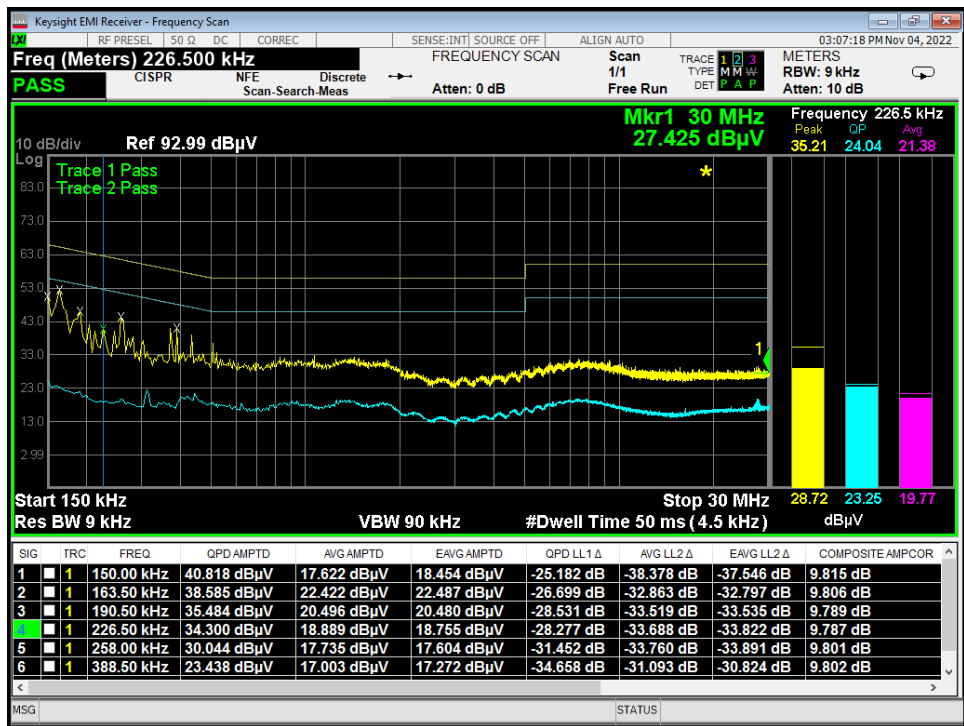 Keysight EMI Receiver - Frequency Scan
LXI RF PRESEL 50 Ω DC CORREC SENSE:INT SOURCE OFF ALIGN AUTO 03:07:18 PM Nov 04, 2022
Freq (Meters) 226.500 kHz FREQUENCY SCAN Scan TRACE 1 2 3 METERS
PASS CISPR NFE Discrete 1/1 TYPE M M W RBW: 9 kHz
Scan-Search-Meas Atten: 0 dB Free Run DET P A P Atten: 10 dB
Mkr1 30 MHz
27.425 dBµV
Frequency 226.5 kHz
Peak QP Avg
35.21 24.04 21.38
10 dB/div Ref 92.99 dBµV
Log
Trace 1 Pass
Trace 2 Pass
83.0
73.0
63.0
53.0
43.0
33.0
23.0
13.0
2.99
1
Start 150 kHz Stop 30 MHz
Res BW 9 kHz VBW 90 kHz #Dwell Time 50 ms (4.5 kHz)
28.72 23.25 19.77
dBµV
SIG TRC FREQ QPD AMPTD AVG AMPTD EAVG AMPTD QPD LL1 Δ AVG LL2 Δ EAVG LL2 Δ COMPOSITE AMPCOR
1 1 150.00 kHz 40.818 dBµV 17.622 dBµV 18.454 dBµV -25.182 dB -38.378 dB -37.546 dB 9.815 dB
2 1 163.50 kHz 38.585 dBµV 22.422 dBµV 22.487 dBµV -26.699 dB -32.863 dB -32.797 dB 9.806 dB
3 1 190.50 kHz 35.484 dBµV 20.496 dBµV 20.480 dBµV -28.531 dB -33.519 dB -33.535 dB 9.789 dB
4 1 226.50 kHz 34.300 dBµV 18.889 dBµV 18.755 dBµV -28.277 dB -33.688 dB -33.822 dB 9.787 dB
5 1 258.00 kHz 30.044 dBµV 17.735 dBµV 17.604 dBµV -31.452 dB -33.760 dB -33.891 dB 9.801 dB
6 1 388.50 kHz 23.438 dBµV 17.003 dBµV 17.272 dBµV -34.658 dB -31.093 dB -30.824 dB 9.802 dB
MSG STATUS